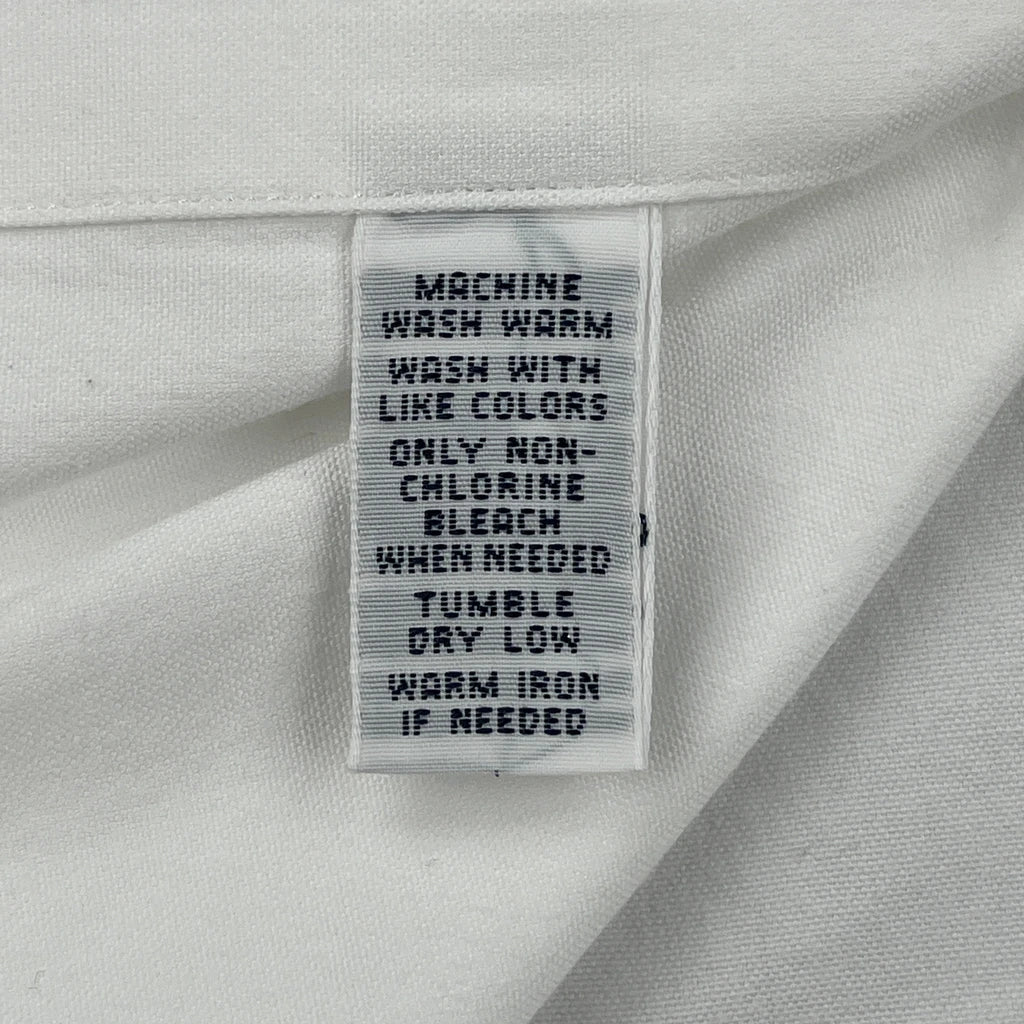 MACHINE
WASH WARM
WASH WITH
LIKE COLORS
ONLY NON-
CHLORINE
BLEACH
WHEN NEEDED
TUMBLE
DRY LOW
WARM IRON
IF NEEDED